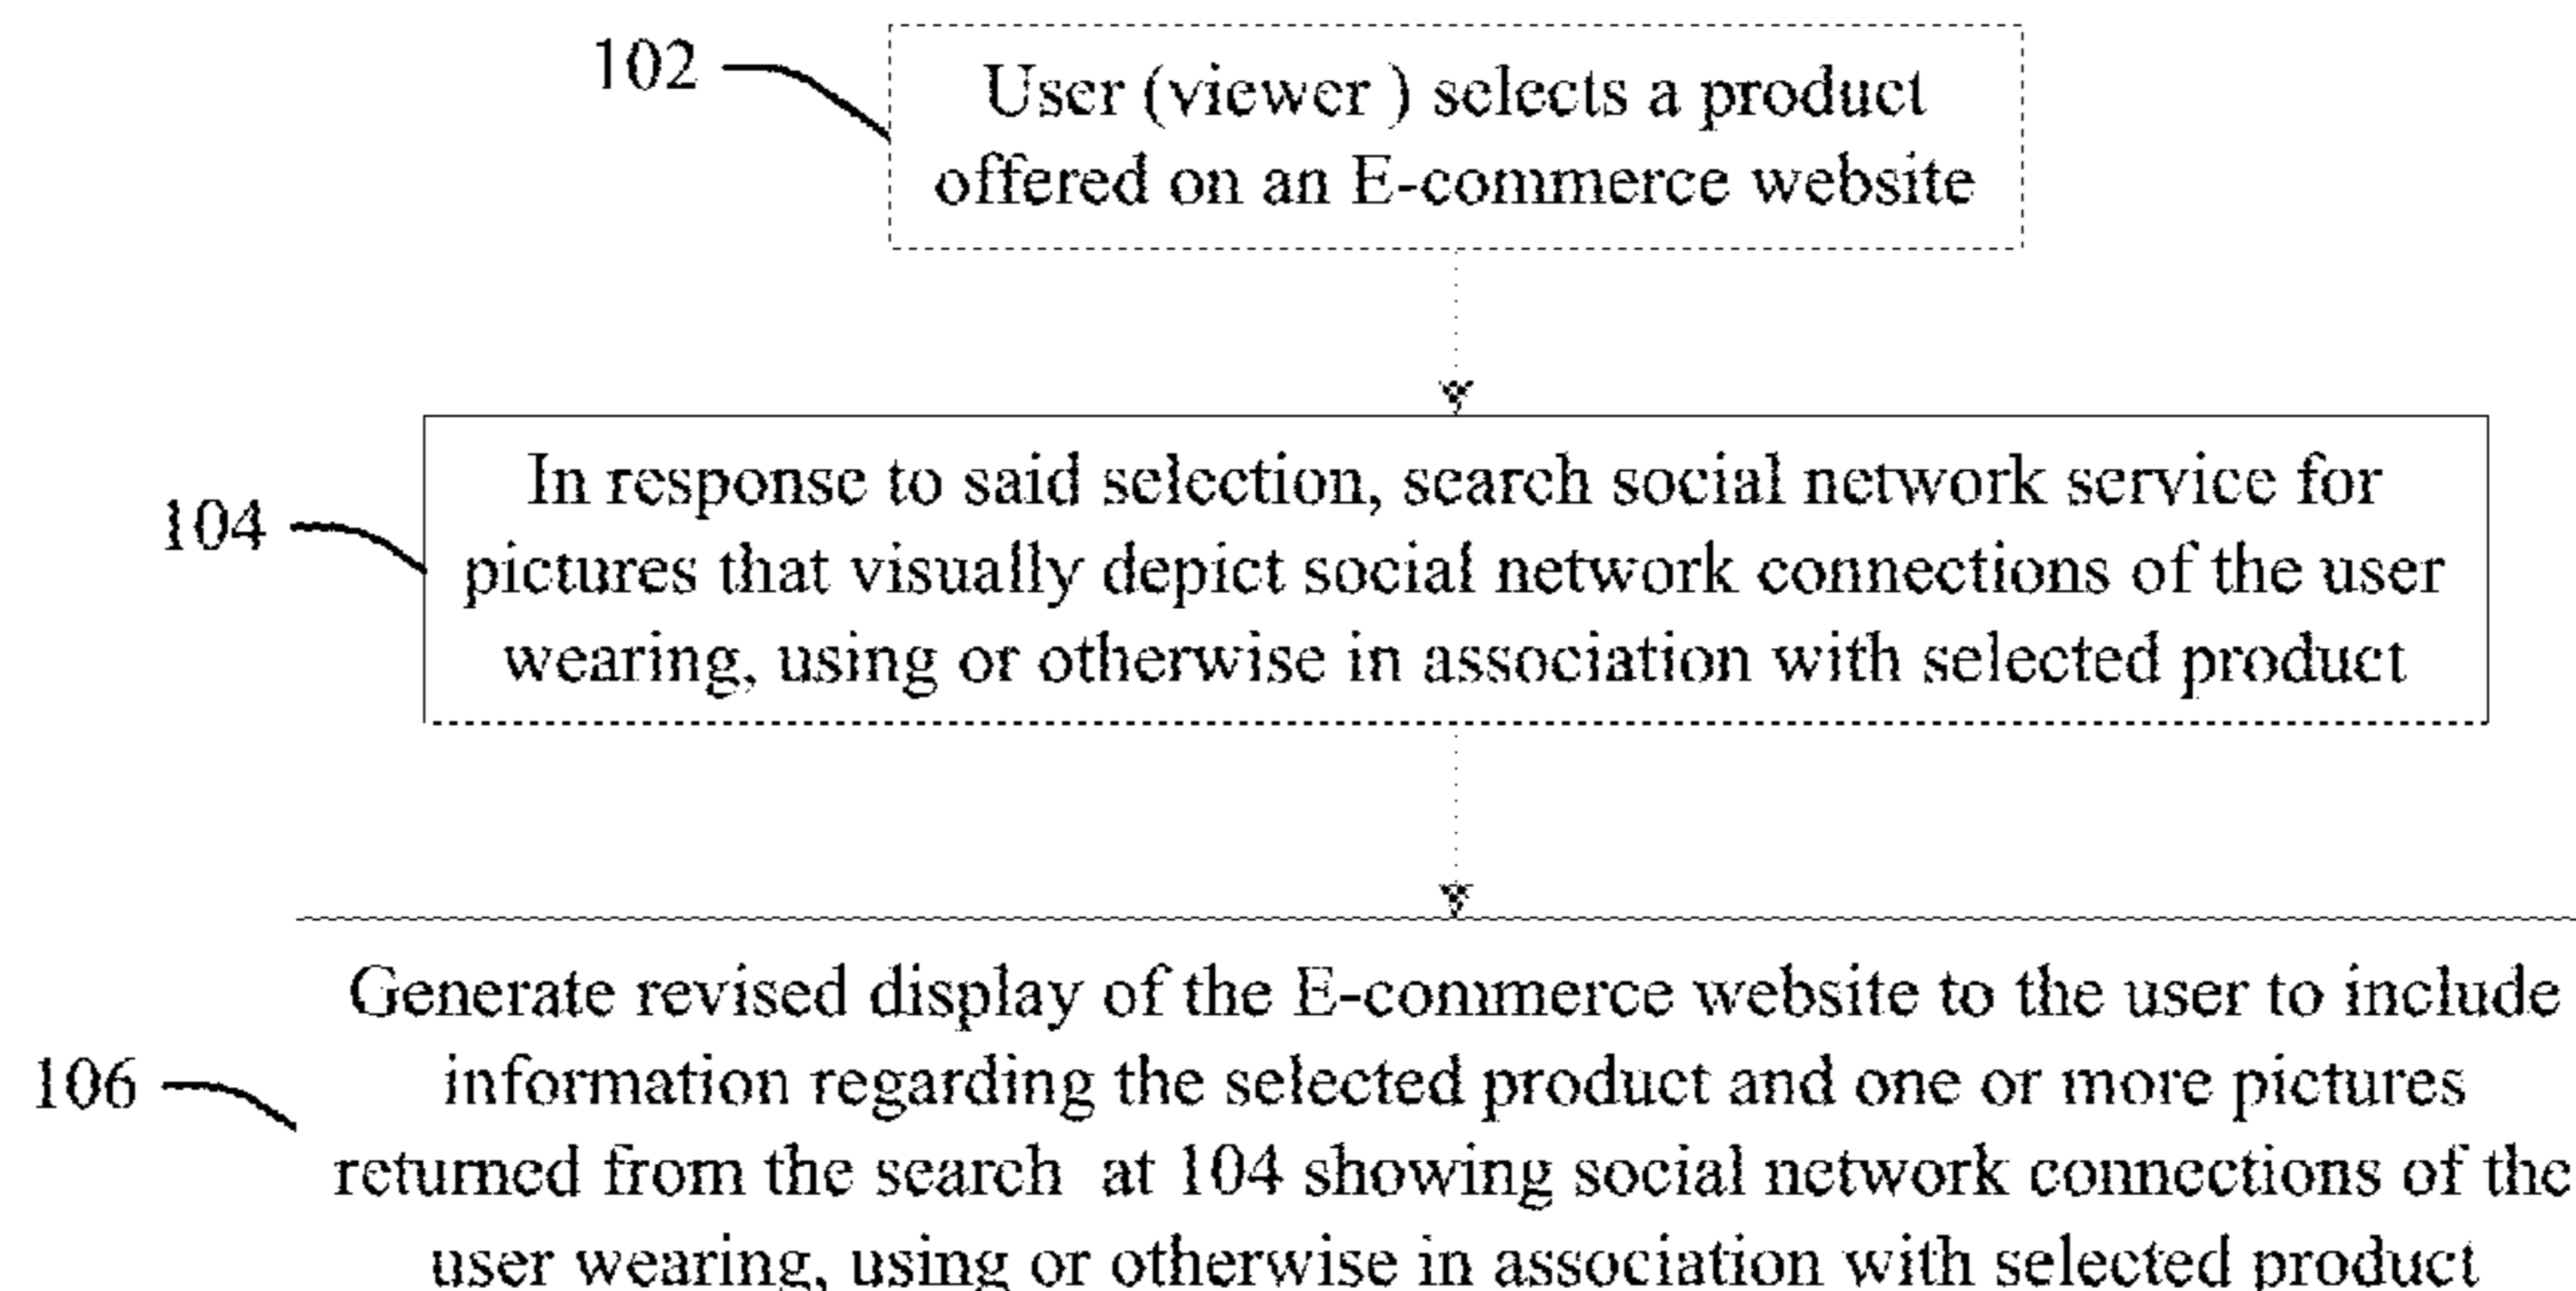 102
User (viewer ) selects a product
offered on an E-commerce website
104
In response to said selection, search social network service for
pictures that visually depict social network connections of the user
wearing, using or otherwise in association with selected product
106
Generate revised display of the E-commerce website to the user to include
information regarding the selected product and one or more pictures
returned from the search at 104 showing social network connections of the
user wearing, using or otherwise in association with selected product